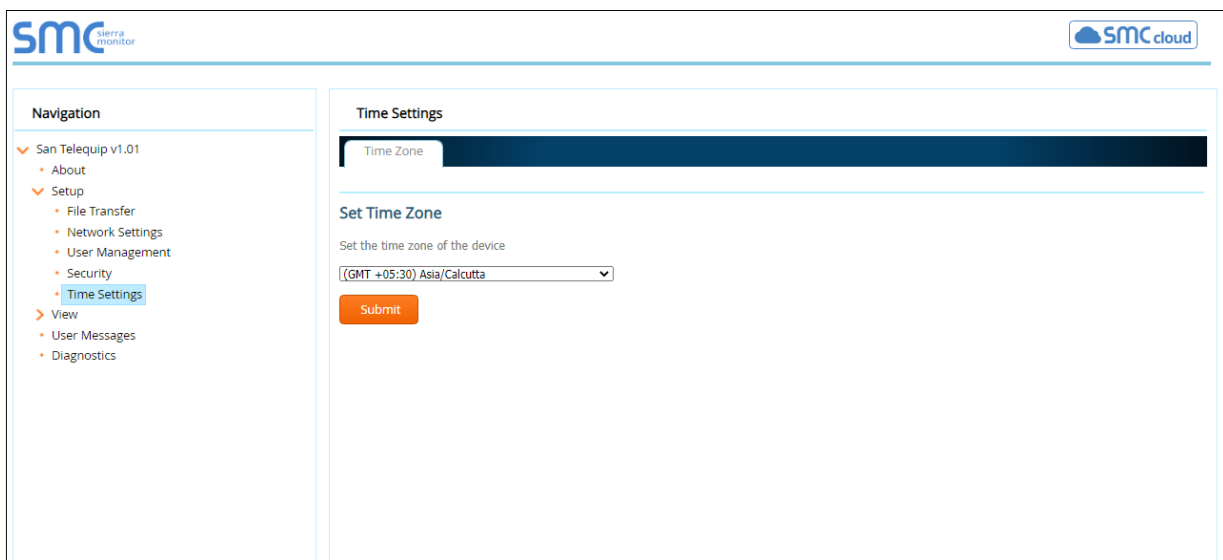 SMC sierra monitor
SMC cloud
Navigation
San Telequip v1.01
About
Setup
File Transfer
Network Settings
User Management
Security
Time Settings
View
User Messages
Diagnostics
Time Settings
Time Zone
Set Time Zone
Set the time zone of the device
(GMT +05:30) Asia/Calcutta
Submit